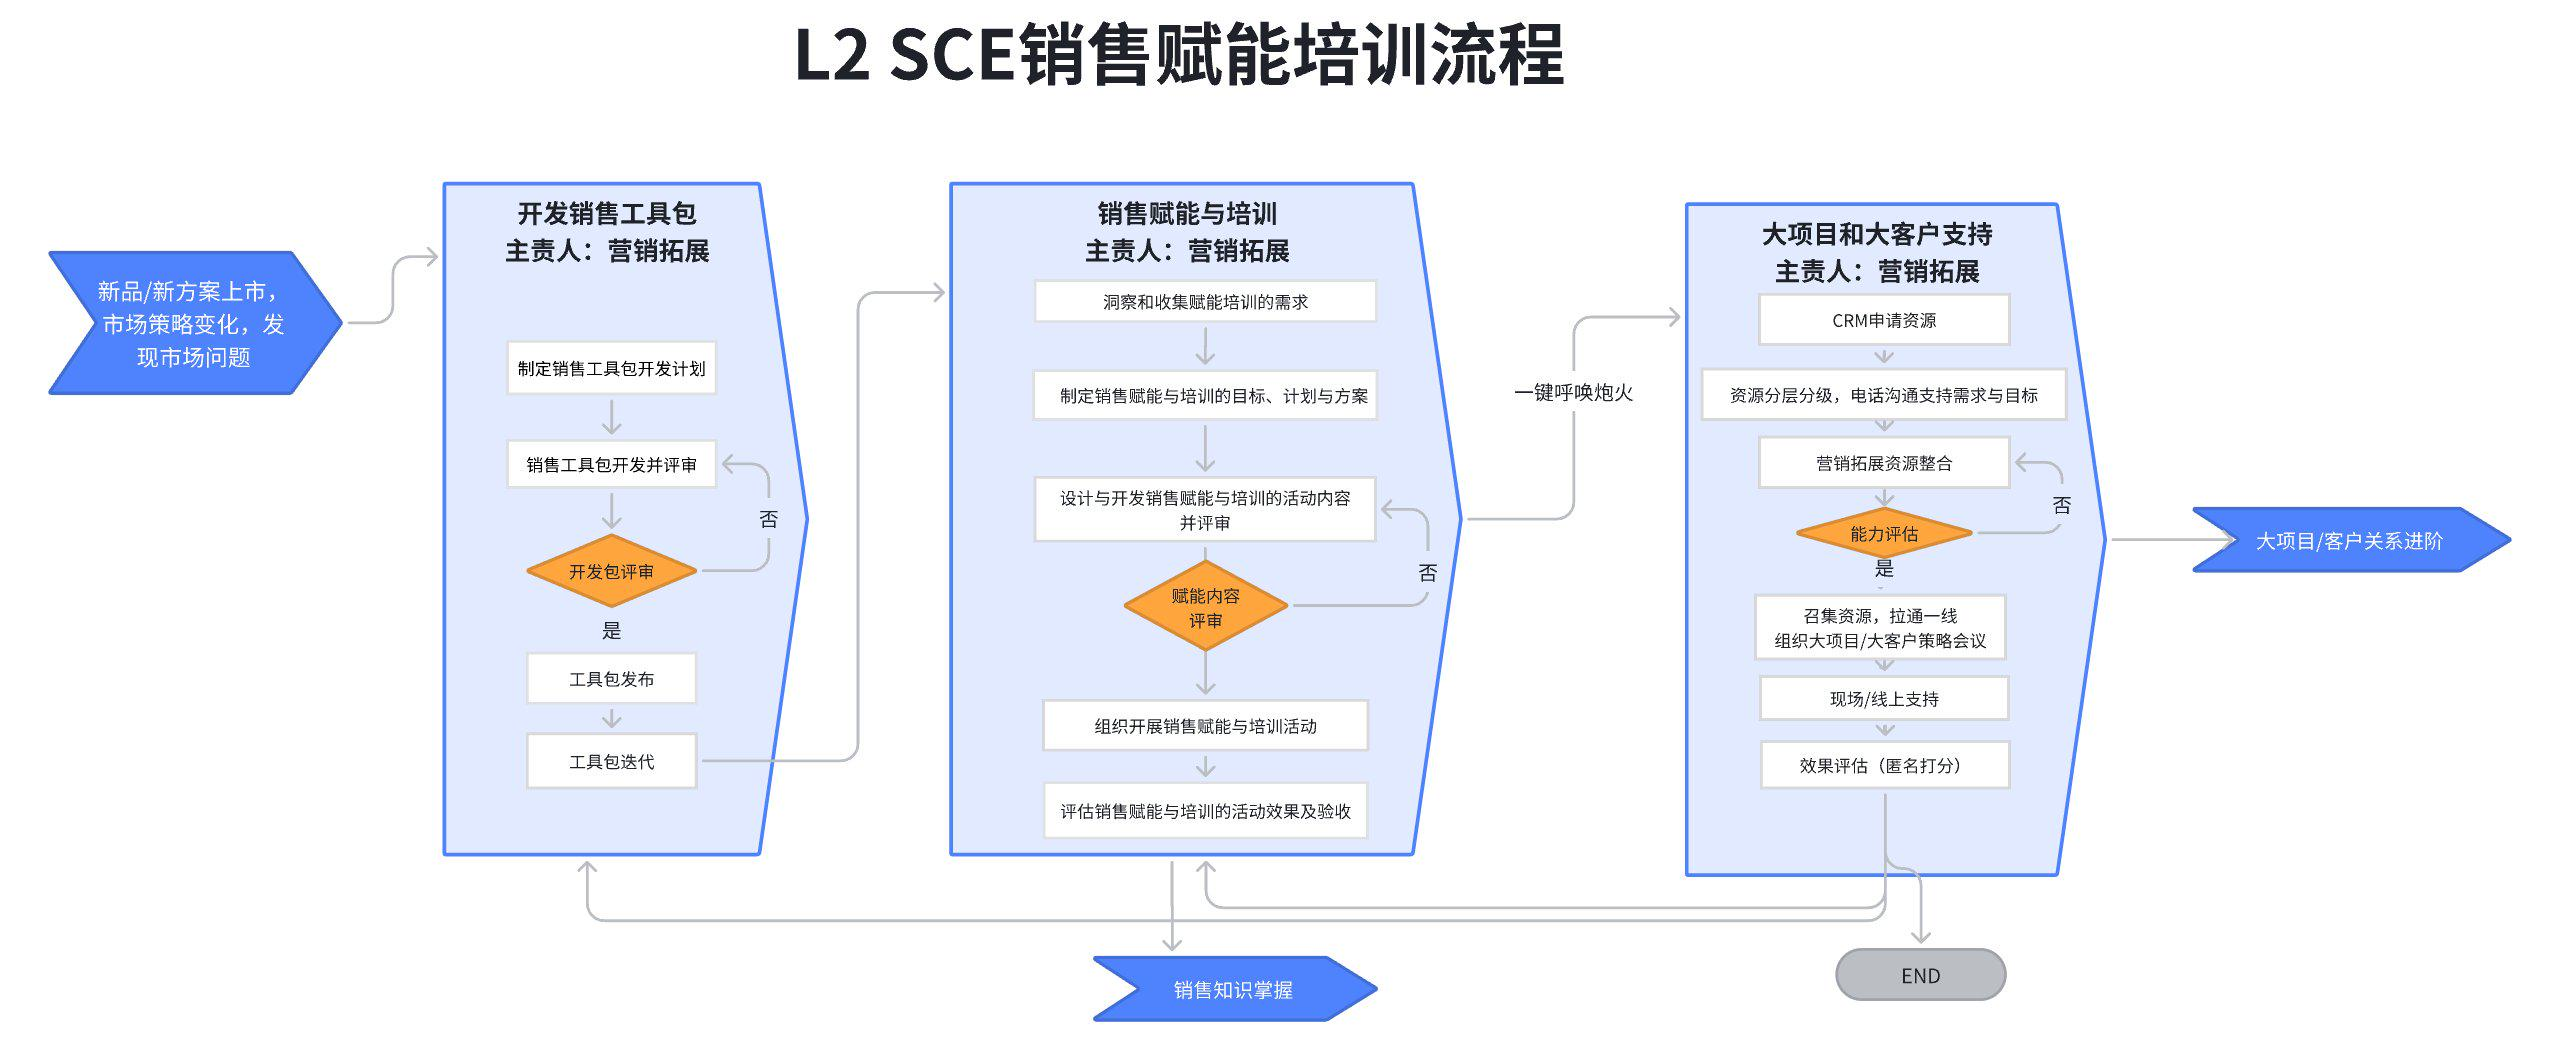 L2 SCE销售赋能培训流程
新品/新方案上市，
市场策略变化，发
现市场问题
开发销售工具包
主责人：营销拓展
制定销售工具包开发计划
销售工具包开发并评审
否
开发包评审
是
工具包发布
工具包迭代
销售赋能与培训
主责人：营销拓展
洞察和收集赋能培训的需求
制定销售赋能与培训的目标、计划与方案
设计与开发销售赋能与培训的活动内容
并评审
否
赋能内容
评审
组织开展销售赋能与培训活动
评估销售赋能与培训的活动效果及验收
销售知识掌握
一键呼唤炮火
大项目和大客户支持
主责人：营销拓展
CRM申请资源
资源分层分级，电话沟通支持需求与目标
营销拓展资源整合
否
能力评估
是
召集资源，拉通一线
组织大项目/大客户策略会议
现场/线上支持
效果评估（匿名打分）
END
大项目/客户关系进阶